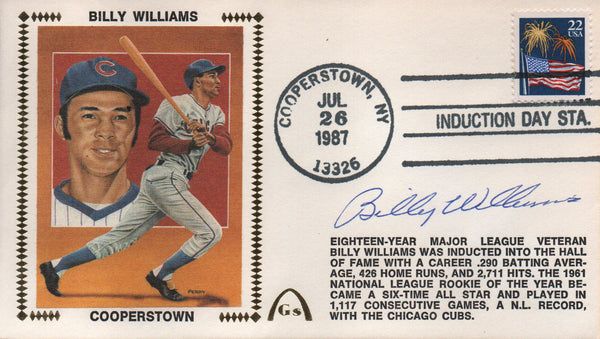 BILLY WILLIAMS
C
PERRY
COOPERSTOWN
22
USA
COOPERSTOWN, NY
JUL
26
1987
13326
INDUCTION DAY STA.
Billy Williams
EIGHTEEN-YEAR MAJOR LEAGUE VETERAN
BILLY WILLIAMS WAS INDUCTED INTO THE HALL
OF FAME WITH A CAREER .290 BATTING AVER-
AGE, 426 HOME RUNS, AND 2,711 HITS. THE 1961
NATIONAL LEAGUE ROOKIE OF THE YEAR BE-
CAME A SIX-TIME ALL STAR AND PLAYED IN
1,117 CONSECUTIVE GAMES, A N.L. RECORD,
WITH THE CHICAGO CUBS.
Gs